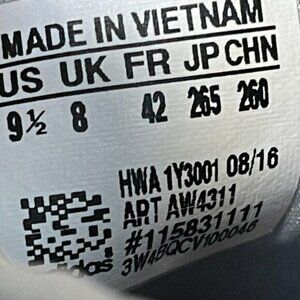 MADE IN VIETNAM
US UK FR JP CHN
9½ 8 42 265 260
HWA 1Y3001 08/16
ART AW4311
#115831111
adidas 3W4BQCV100046